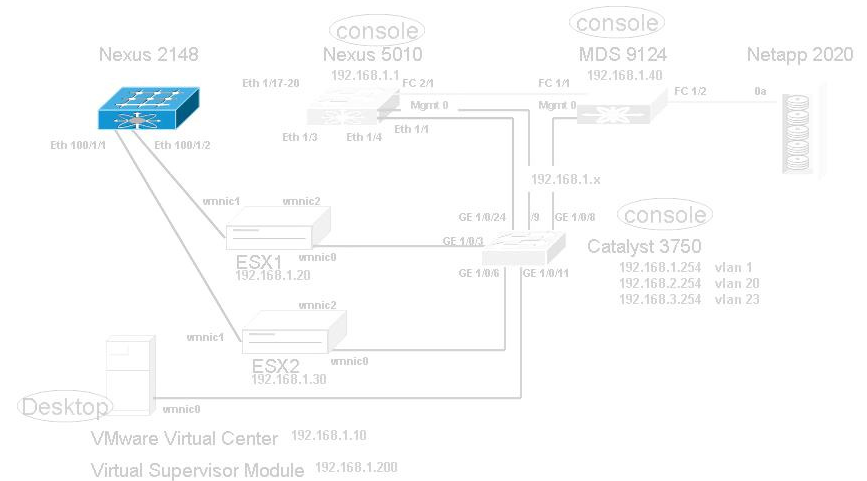 console
console
Nexus 2148
Nexus 5010
MDS 9124
Netapp 2020
192.168.1.1
192.168.1.40
Eth 1/17-20
FC 2/1
FC 1/1
FC 1/2
0a
Mgmt 0
Mgmt 0
Eth 1/3
Eth 1/4
Eth 1/1
Eth 100/1/1
Eth 100/1/2
192.168.1.x
vmnic1
vmnic2
GE 1/0/24
/9
GE 1/0/8
console
GE 1/0/3
Catalyst 3750
ESX1
vmnic0
192.168.1.20
GE 1/0/6
GE 1/0/11
192.168.1.254 vlan 1
192.168.2.254 vlan 20
192.168.3.254 vlan 23
vmnic2
vmnic1
ESX2
vmnic0
192.168.1.30
Desktop
vmnic0
VMware Virtual Center 192.168.1.10
Virtual Supervisor Module 192.168.1.200